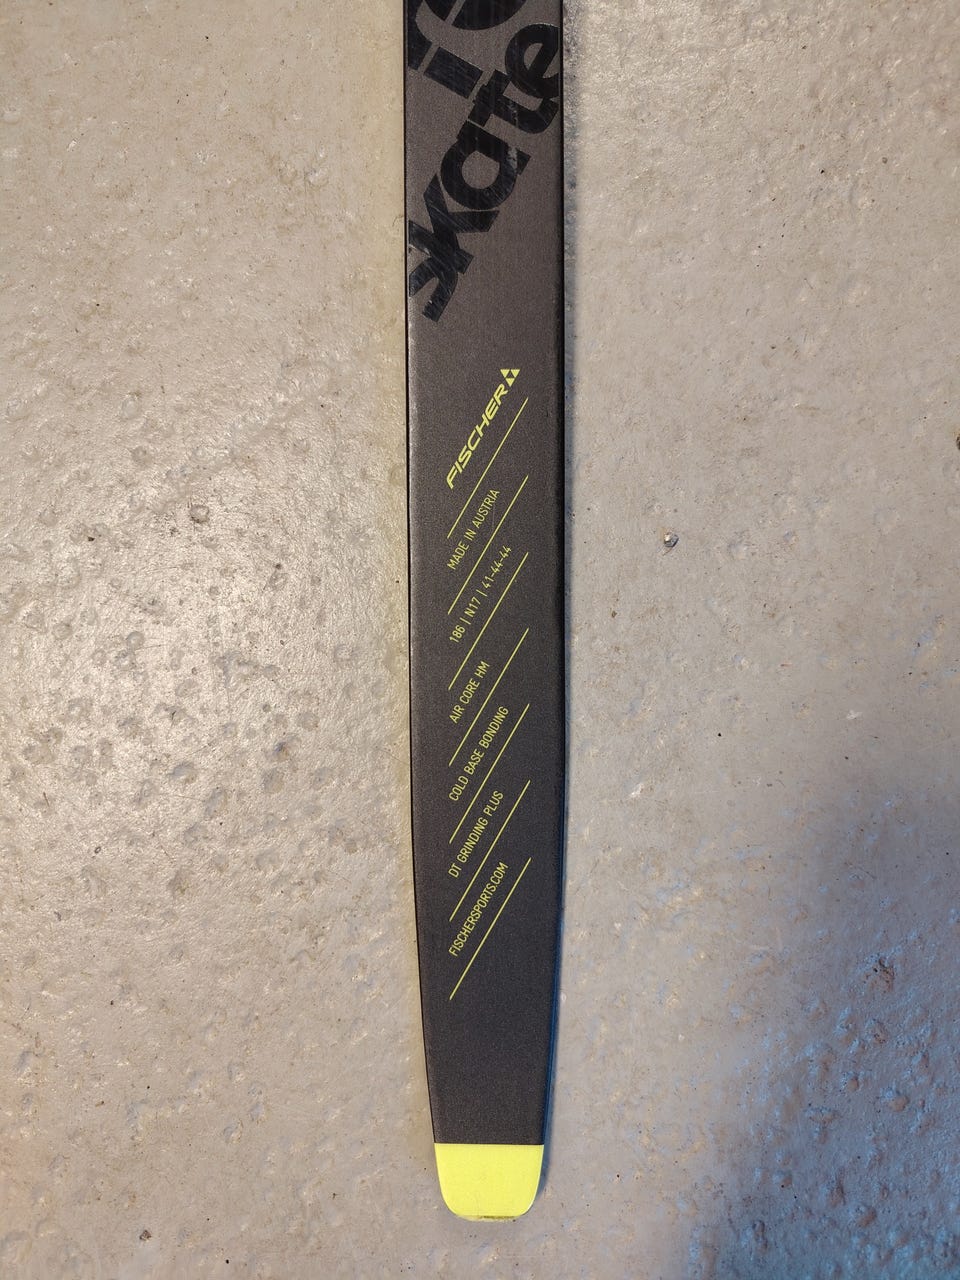 skate
FISCHER
MADE IN AUSTRIA
186 | N17 | 41-44-44
AIR CORE HM
COLD BASE BONDING
DT GRINDING PLUS
FISCHERSPORTS.COM